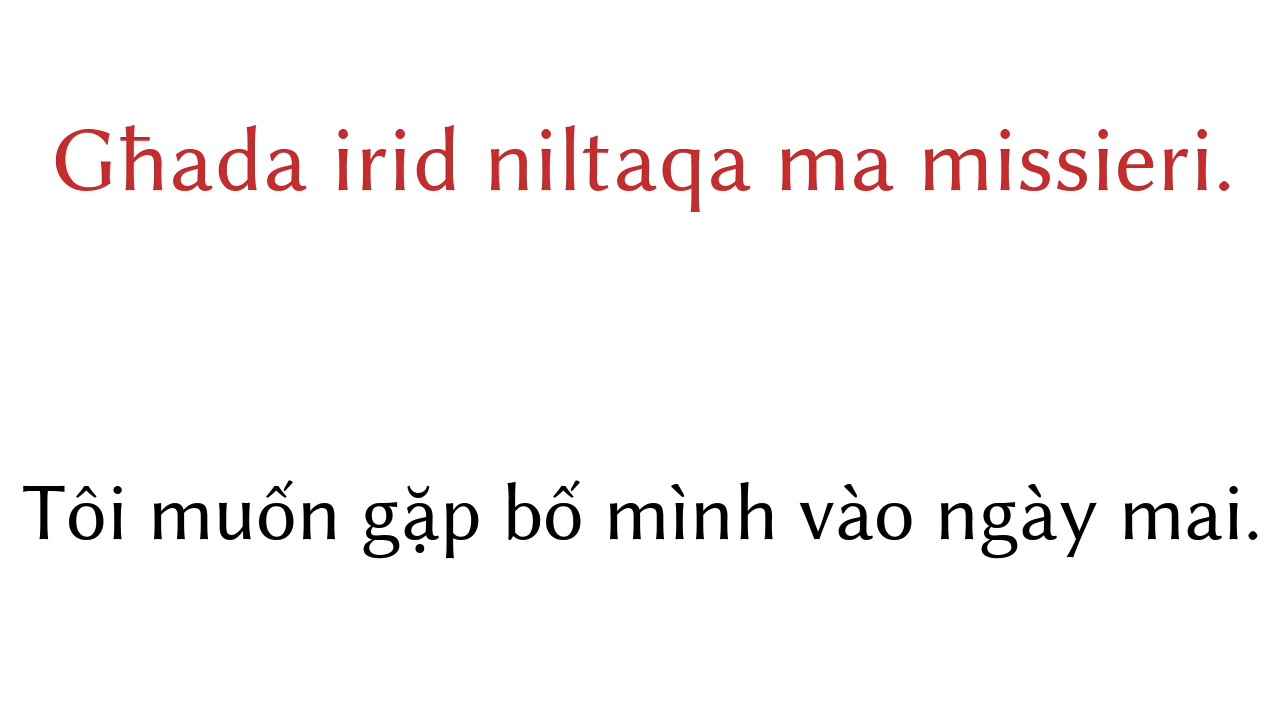 Għada irid niltaqa ma missieri.
Tôi muốn gặp bố mình vào ngày mai.